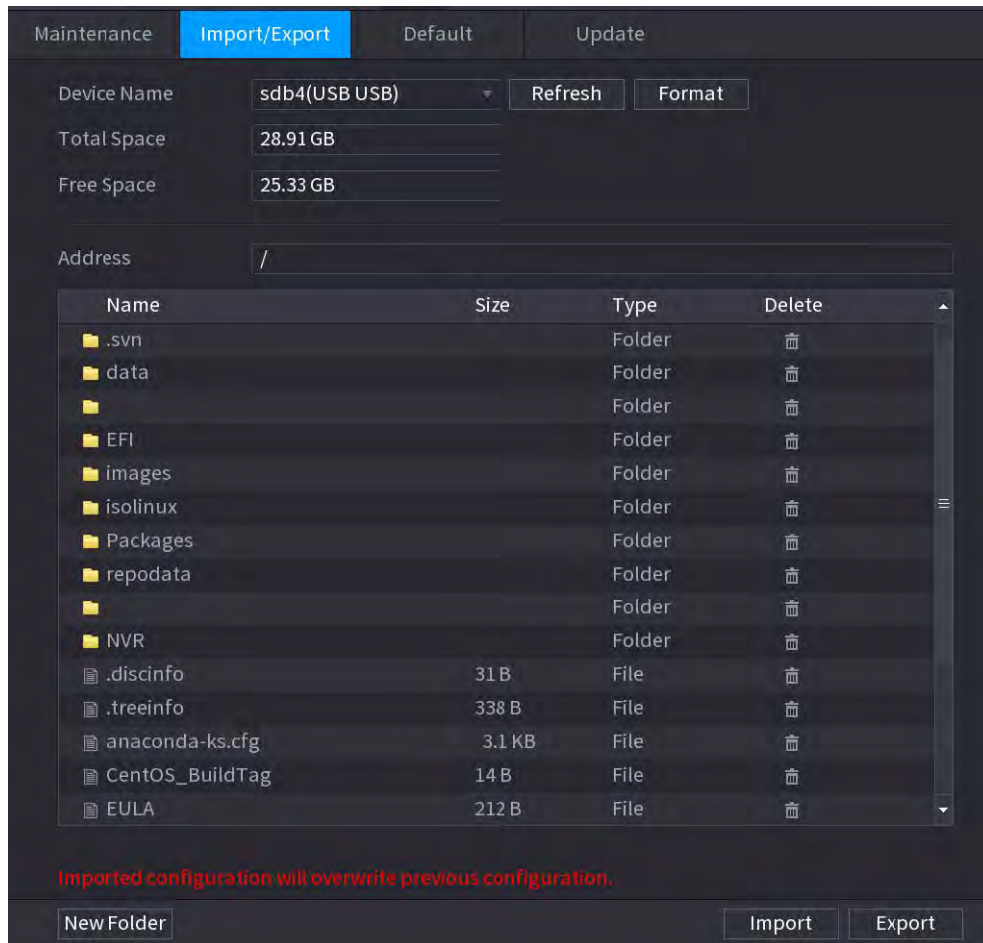 Maintenance Import/Export Default Update
Device Name sdb4(USB USB) Refresh Format
Total Space 28.91 GB
Free Space 25.33 GB
Address /
Name Size Type Delete
.svn Folder
data Folder
Folder
EFI Folder
images Folder
isolinux Folder
Packages Folder
repodata Folder
Folder
NVR Folder
.discinfo 31 B File
.treeinfo 338 B File
anaconda-ks.cfg 3.1 KB File
CentOS_BuildTag 14 B File
EULA 212 B File
Imported configuration will overwrite previous configuration.
New Folder Import Export